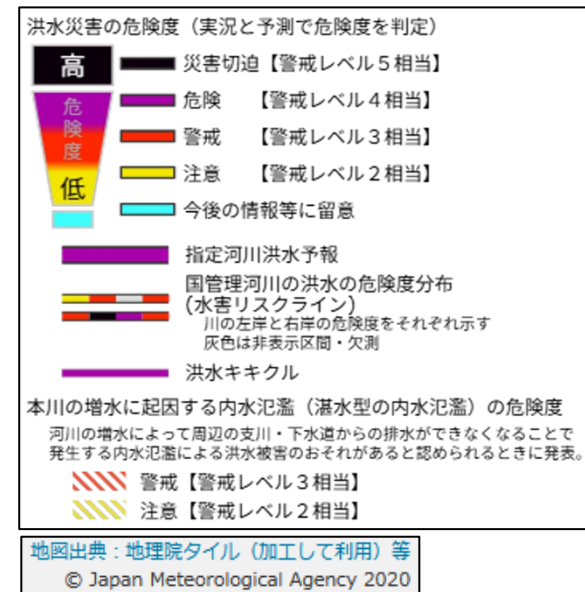 洪水災害の危険度（実況と予測で危険度を判定）
高
災害切迫【警戒レベル５相当】
危険
度
危険　【警戒レベル４相当】
警戒　【警戒レベル３相当】
注意　【警戒レベル２相当】
低
今後の情報等に留意
指定河川洪水予報
国管理河川の洪水の危険度分布
(水害リスクライン)
川の左岸と右岸の危険度をそれぞれ示す
灰色は非表示区間・欠測
洪水キキクル
本川の増水に起因する内水氾濫（湛水型の内水氾濫）の危険度
河川の増水によって周辺の支川・下水道からの排水ができなくなることで
発生する内水氾濫による洪水被害のおそれがあると認められるときに発表。
警戒【警戒レベル３相当】
注意【警戒レベル２相当】
地図出典：地理院タイル（加工して利用）等
© Japan Meteorological Agency 2020